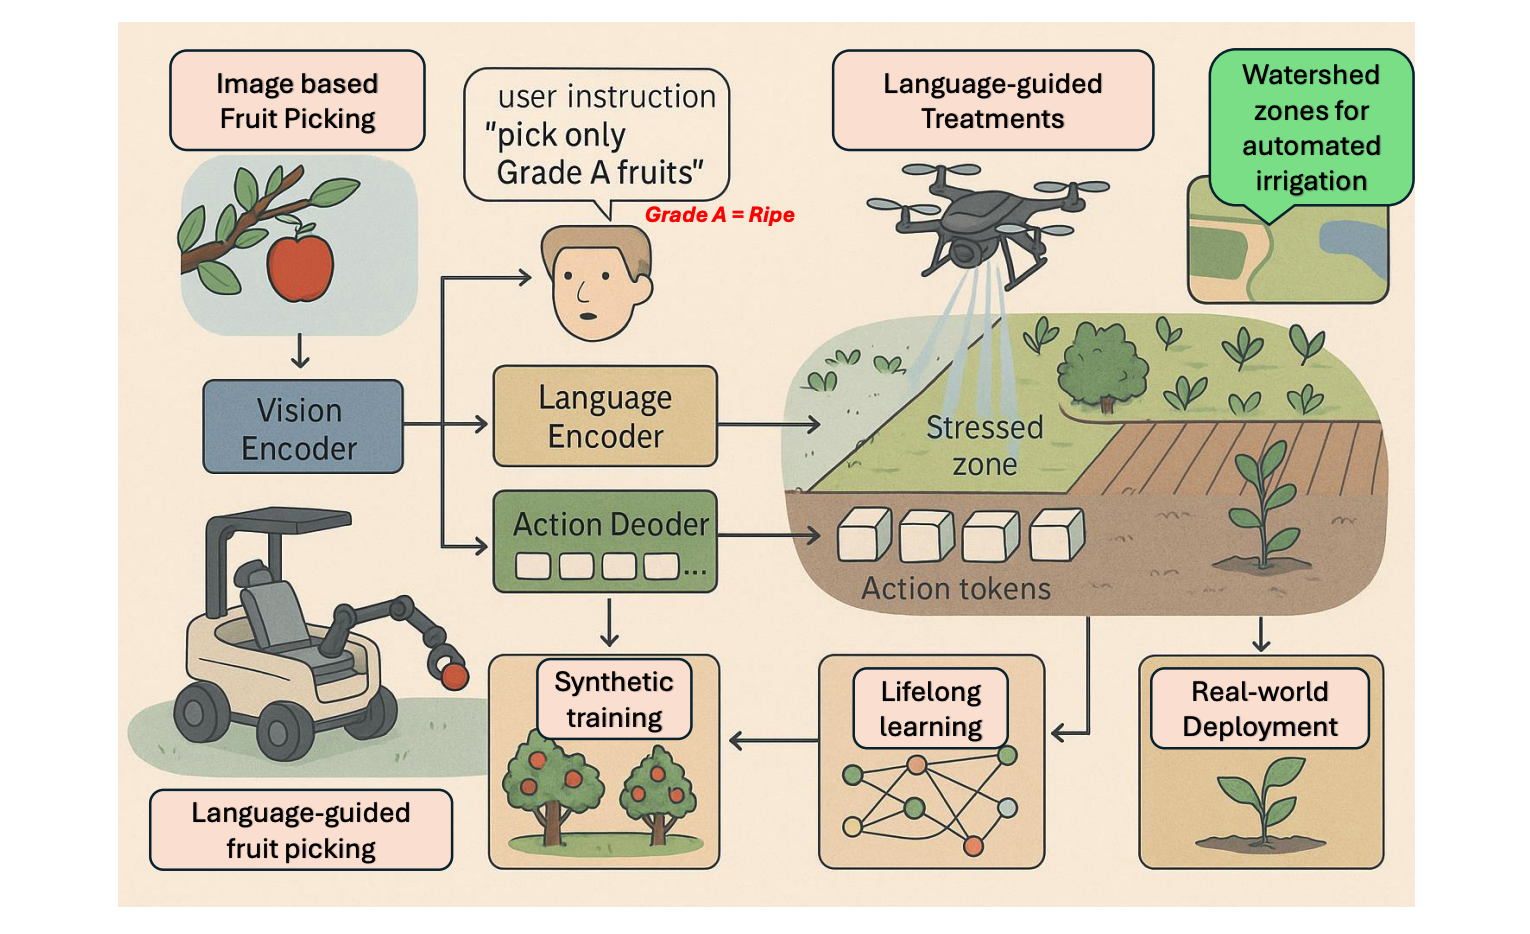 Image based
Fruit Picking
user instruction
"pick only
Grade A fruits"
Grade A = Ripe
Language-guided
Treatments
Watershed
zones for
automated
irrigation
Vision
Encoder
Language
Encoder
Stressed
zone
Action Deoder
...
Action tokens
Synthetic
training
Lifelong
learning
Real-world
Deployment
Language-guided
fruit picking